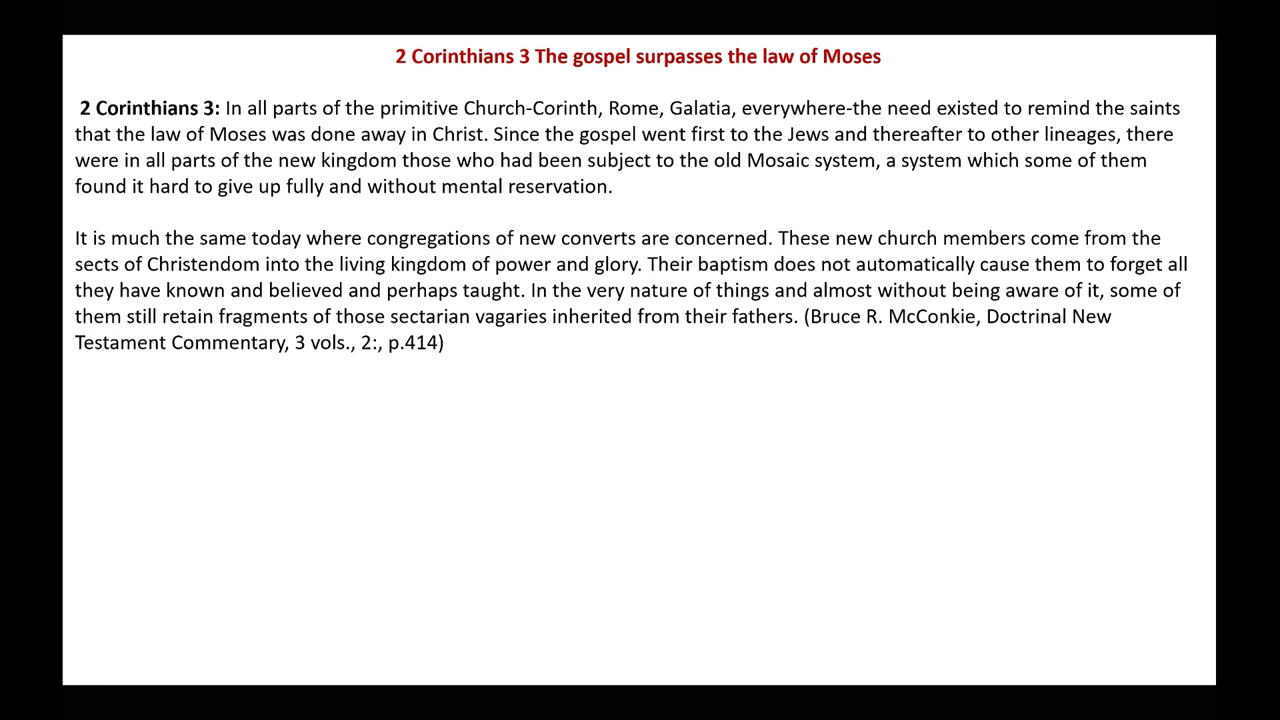 2 Corinthians 3 The gospel surpasses the law of Moses
2 Corinthians 3: In all parts of the primitive Church-Corinth, Rome, Galatia, everywhere-the need existed to remind the saints
that the law of Moses was done away in Christ. Since the gospel went first to the Jews and thereafter to other lineages, there
were in all parts of the new kingdom those who had been subject to the old Mosaic system, a system which some of them
found it hard to give up fully and without mental reservation.
It is much the same today where congregations of new converts are concerned. These new church members come from the
sects of Christendom into the living kingdom of power and glory. Their baptism does not automatically cause them to forget all
they have known and believed and perhaps taught. In the very nature of things and almost without being aware of it, some of
them still retain fragments of those sectarian vagaries inherited from their fathers. (Bruce R. McConkie, Doctrinal New
Testament Commentary, 3 vols., 2:, p.414)